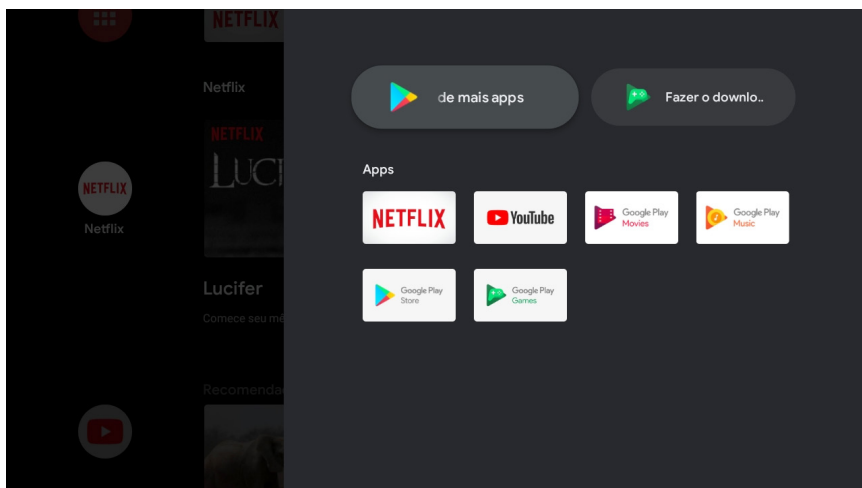 NETFLIX
Netflix
NETFLIX
LUCI
NETFLIX
Netflix
Lucifer
Comece seu mê
Recomenda
de mais apps
Fazer o downlo..
Apps
NETFLIX
YouTube
Google Play
Movies
Google Play
Music
Google Play
Store
Google Play
Games